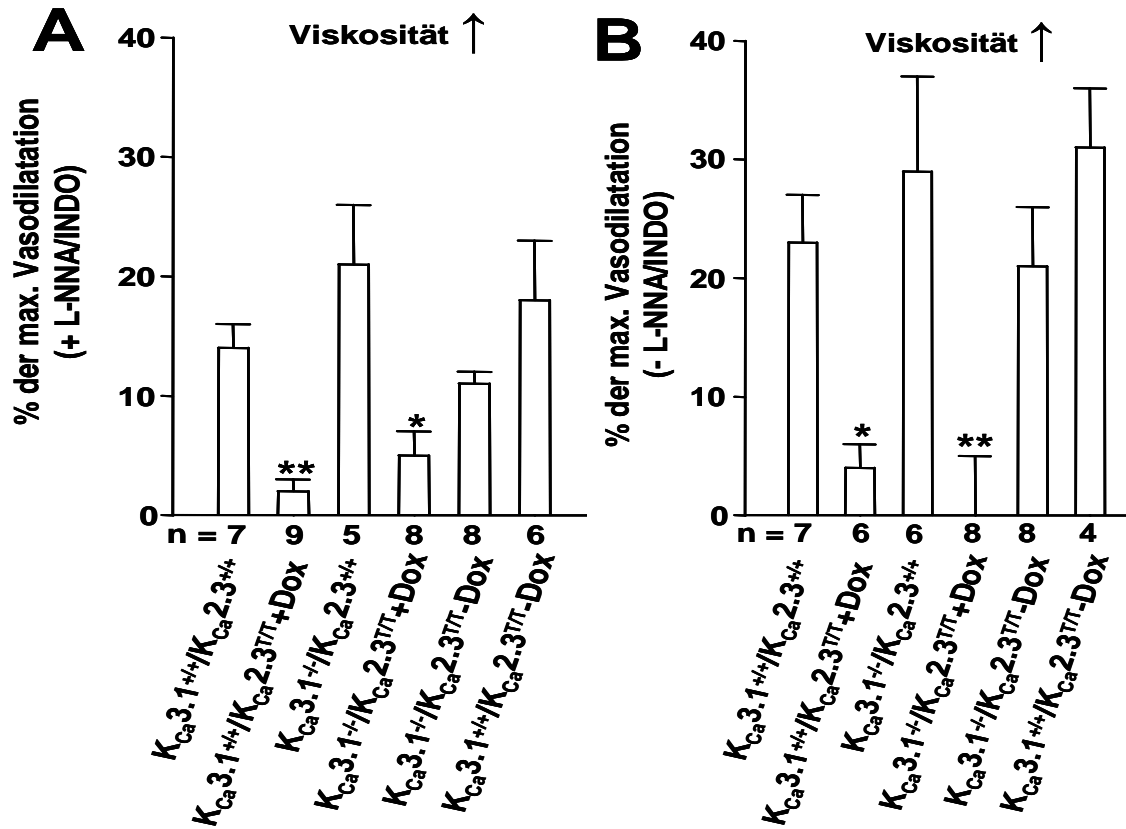 A
Viskosität ↑
% der max. Vasodilatation
(+ L-NNA/INDO)
40
30
20
10
0
** 
*
n = 7 9 5 8 8 6
KCa3.1+/+/KCa2.3+/+
KCa3.1+/+/KCa2.3T/T+Dox
KCa3.1-/-/KCa2.3+/+
KCa3.1-/-/KCa2.3T/T+Dox
KCa3.1-/-/KCa2.3T/T-Dox
KCa3.1+/+/KCa2.3T/T-Dox
B
Viskosität ↑
% der max. Vasodilatation
(- L-NNA/INDO)
40
30
20
10
0
*
**
n = 7 6 6 8 8 4
KCa3.1+/+/KCa2.3+/+
KCa3.1+/+/KCa2.3T/T+Dox
KCa3.1-/-/KCa2.3+/+
KCa3.1-/-/KCa2.3T/T+Dox
KCa3.1-/-/KCa2.3T/T-Dox
KCa3.1+/+/KCa2.3T/T-Dox